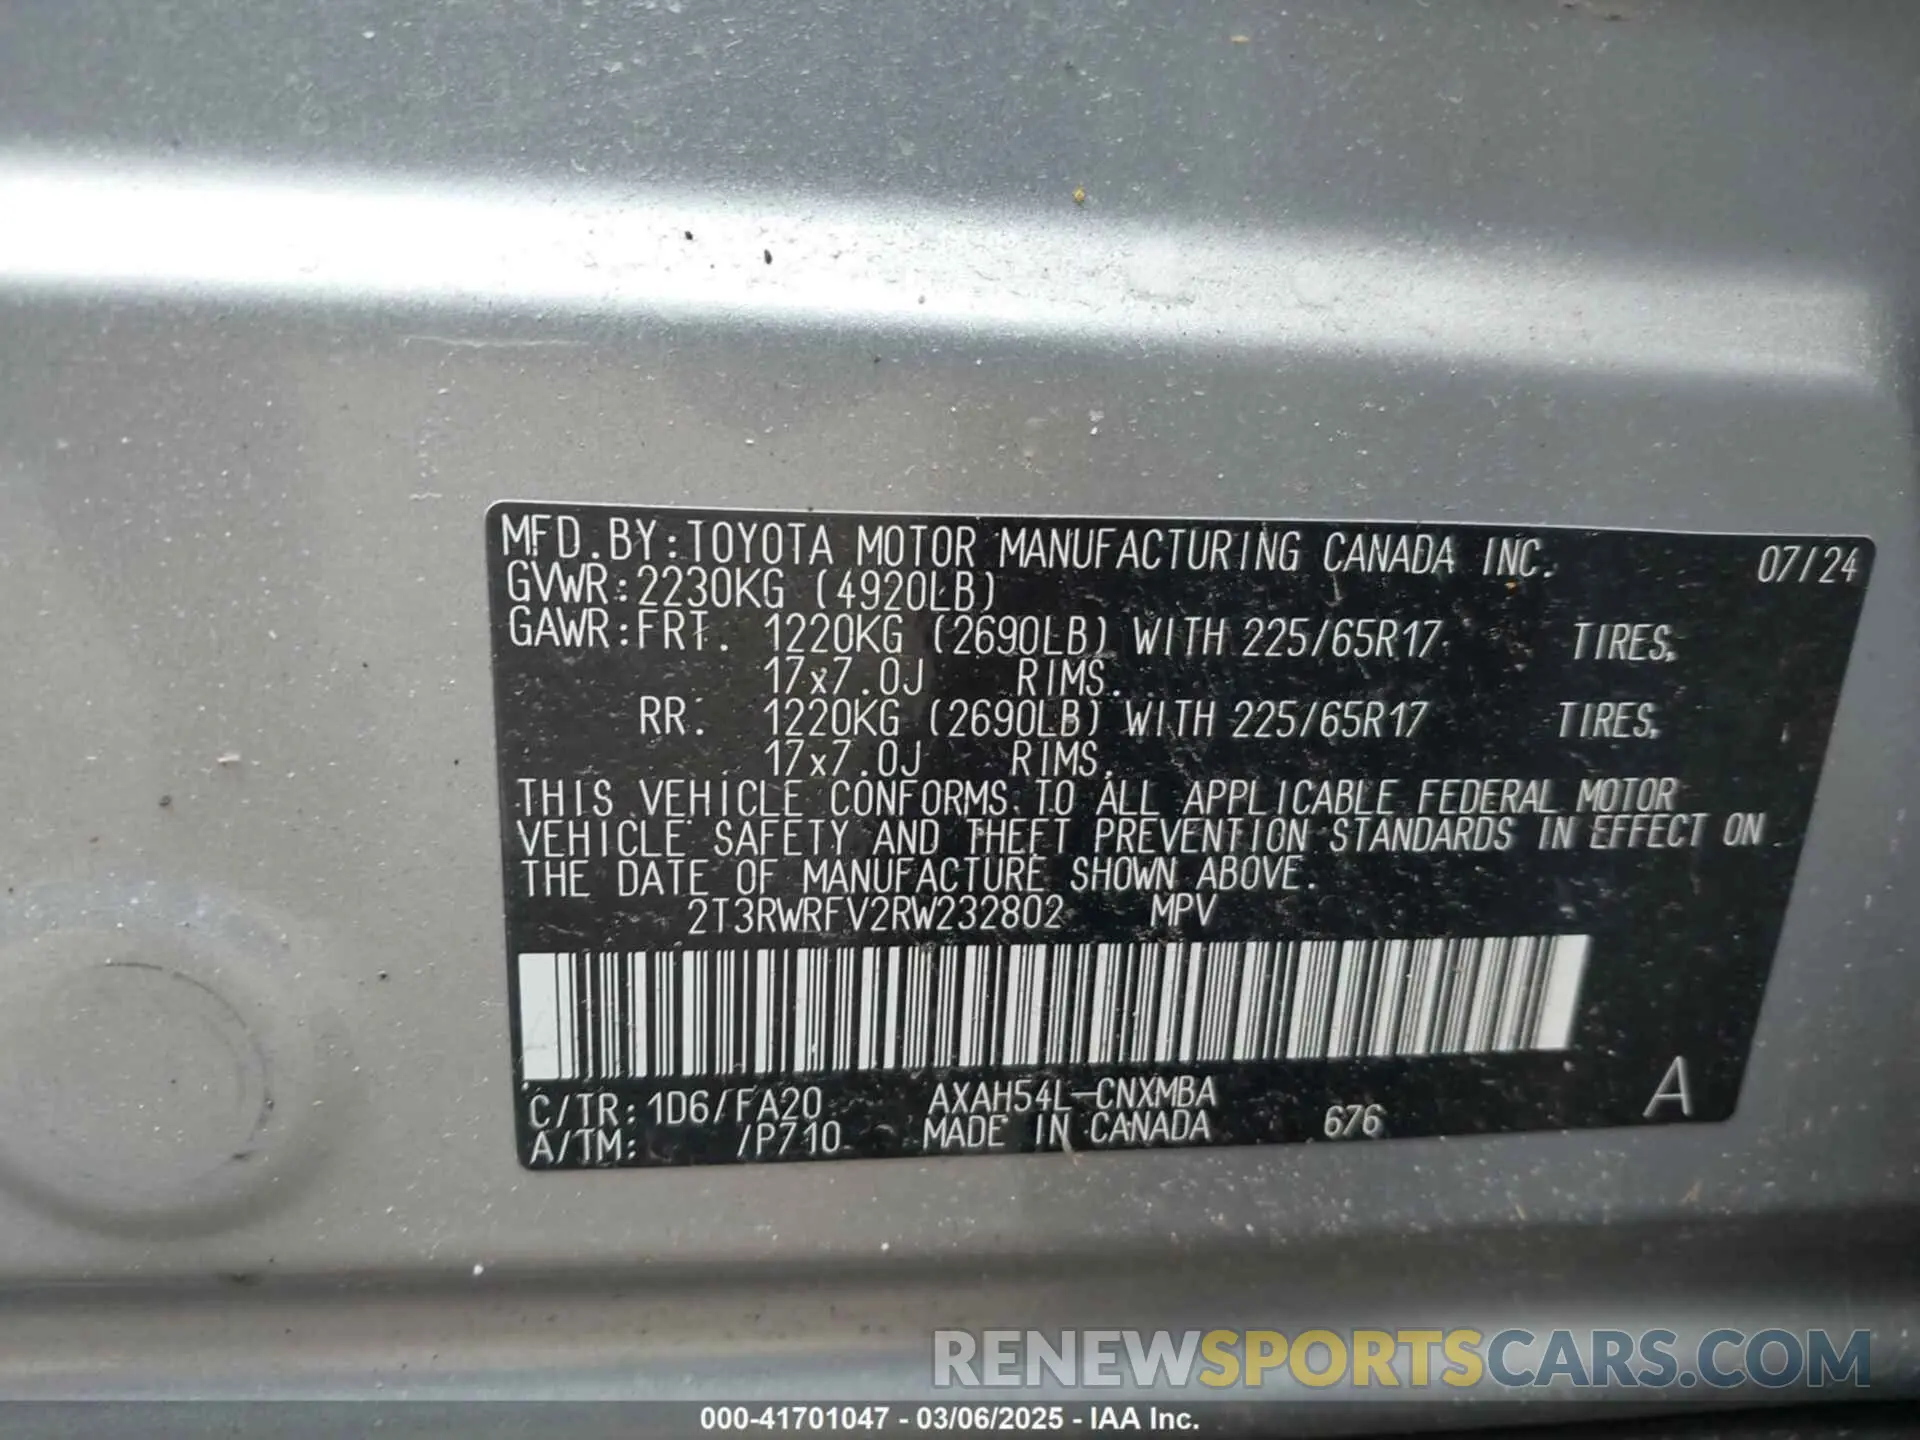 MFD.BY:TOYOTA MOTOR MANUFACTURING CANADA INC. 07/24
GVWR:2230KG (4920LB)
GAWR:FRT. 1220KG (2690LB) WITH 225/65R17 TIRES,
17x7.0J RIMS.
RR. 1220KG (2690LB) WITH 225/65R17 TIRES,
17x7.0J RIMS.
THIS VEHICLE CONFORMS TO ALL APPLICABLE FEDERAL MOTOR
VEHICLE SAFETY AND THEFT PREVENTION STANDARDS IN EFFECT ON
THE DATE OF MANUFACTURE SHOWN ABOVE.
2T3RWRFV2RW232802 MPV
C/TR:1D6/FA20 AXAH54L-CNXMBA A
A/TM: /P710 MADE IN CANADA 676
RENEWSPORTSCARS.COM
000-41701047 - 03/06/2025 - IAA Inc.